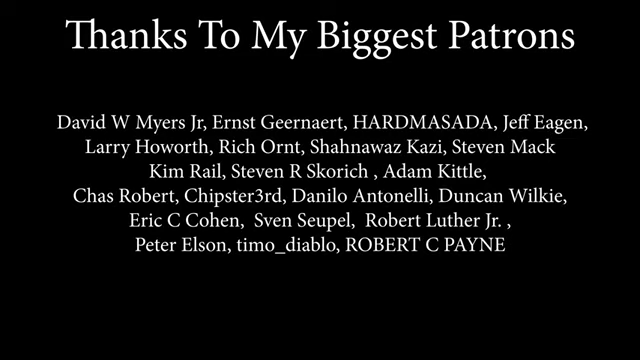 Thanks To My Biggest Patrons
David W Myers Jr, Ernst Geernaert, HARDMASADA, Jeff Eagen,
Larry Howorth, Rich Ornt, Shahnawaz Kazi, Steven Mack
Kim Rail, Steven R Skorich , Adam Kittle,
Chas Robert, Chipster3rd, Danilo Antonelli, Duncan Wilkie,
Eric C Cohen,  Sven Seupel,  Robert Luther Jr. ,
Peter Elson, timo_diablo, ROBERT C PAYNE